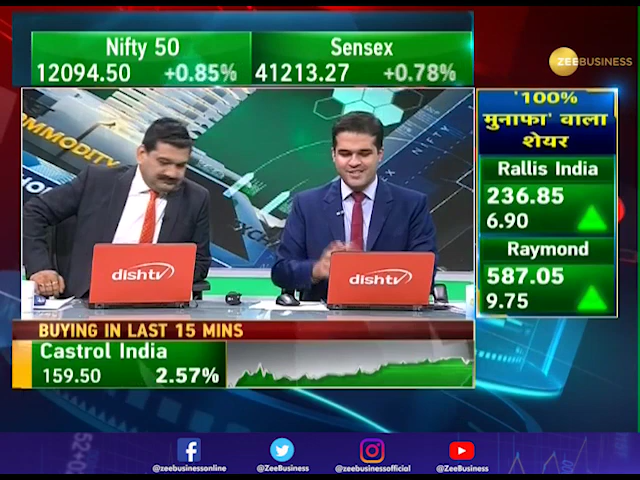 Nifty 50
12094.50 +0.85%
Sensex
41213.27 +0.78%
ZEEBUSINESS
'100%
मुनाफा' वाला
शेयर
Rallis India
236.85
6.90
Raymond
587.05
9.75
COMMODITY
NIFTY
dishtv
dishtv
BUYING IN LAST 15 MINS
Castrol India
159.50 2.57%
@zeebusinessonline
@ZeeBusiness
@zeebusinessofficial
@ZeeBusiness